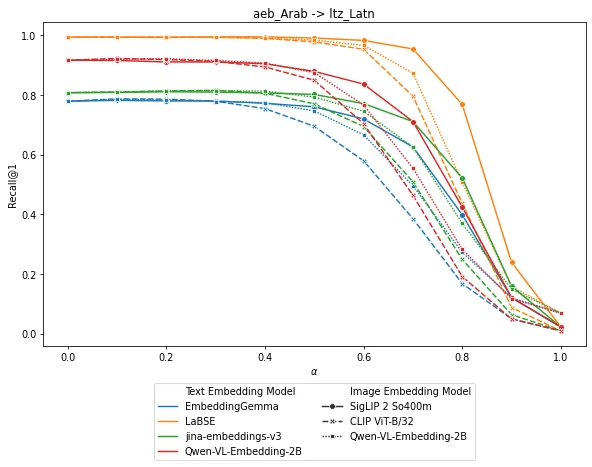 aeb_Arab -> ltz_Latn
1.0
0.8
0.6
0.4
0.2
0.0
Recall@1
0.0 0.2 0.4 0.6 0.8 1.0
α
Text Embedding Model Image Embedding Model
EmbeddingGemma SigLIP 2 So400m
LaBSE CLIP ViT-B/32
jina-embeddings-v3 Qwen-VL-Embedding-2B
Qwen-VL-Embedding-2B